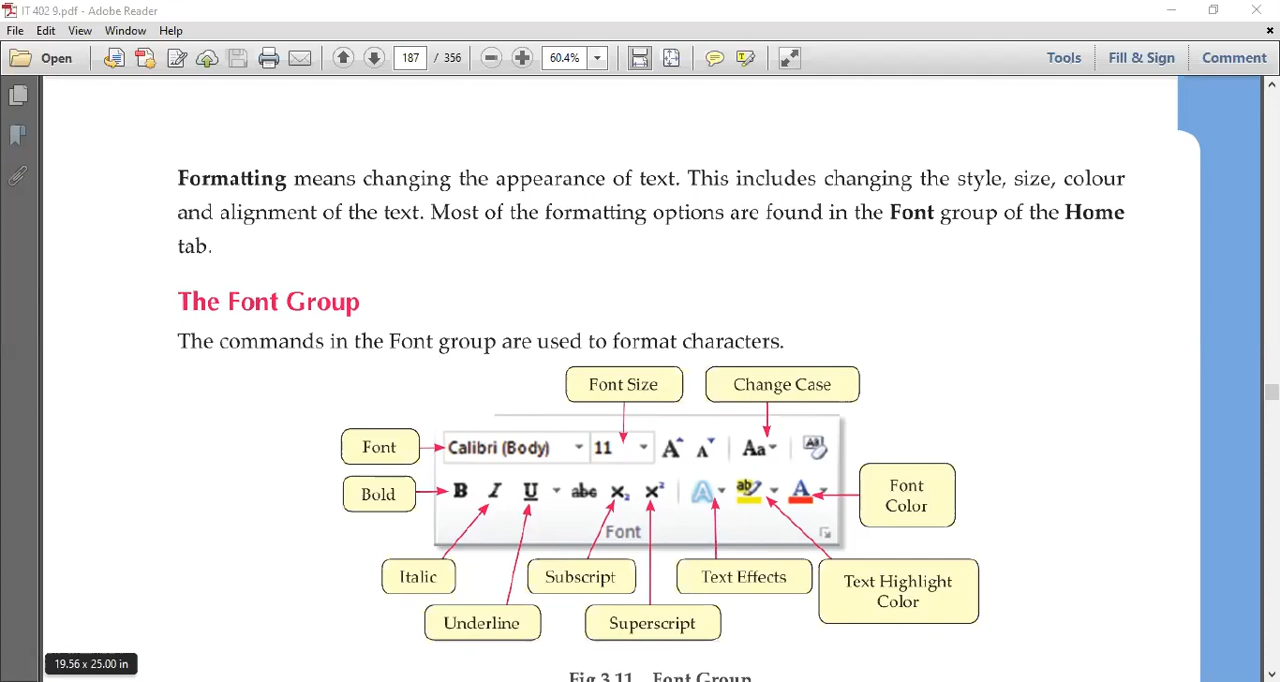 IT 402 9.pdf - Adobe Reader
File Edit View Window Help
Open 187 / 356 60.4% Tools Fill & Sign Comment
Formatting means changing the appearance of text. This includes changing the style, size, colour
and alignment of the text. Most of the formatting options are found in the Font group of the Home
tab.
The Font Group
The commands in the Font group are used to format characters.
Font Size Change Case
Font Calibri (Body) 11 A A Aa AB
Bold B I U abc X₂ X² A ab A
Font Color
Font
Italic Subscript Text Effects Text Highlight Color
Underline Superscript
19.56 x 25.00 in
Fig 3.11 Font Group